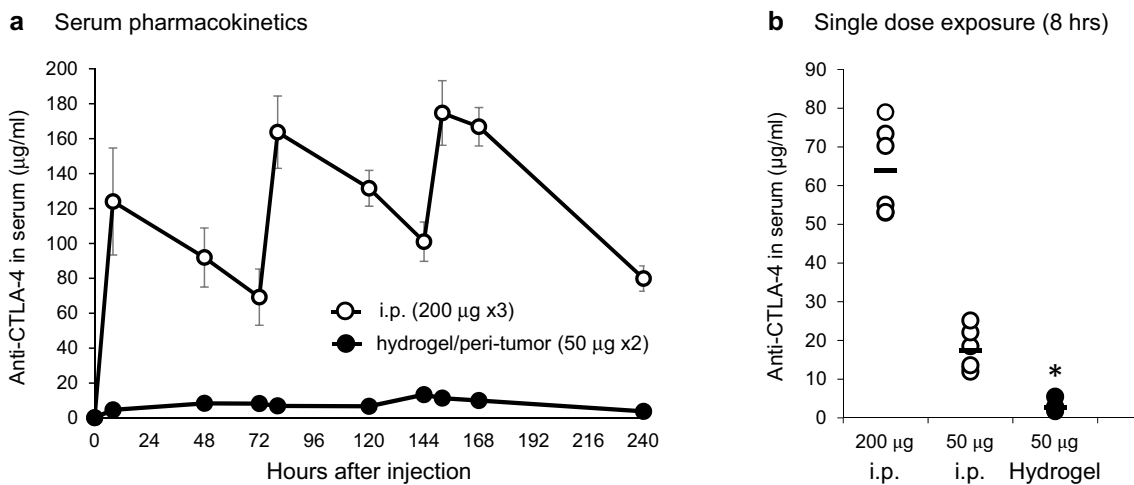 a Serum pharmacokinetics
Anti-CTLA-4 in serum (µg/ml)
200
180
160
140
120
100
80
60
40
20
0
0 24 48 72 96 120 144 168 192 216 240
Hours after injection
i.p. (200 µg x3)
hydrogel/peri-tumor (50 µg x2)
b Single dose exposure (8 hrs)
Anti-CTLA-4 in serum (µg/ml)
90
80
70
60
50
40
30
20
10
0
*
200 µg 50 µg 50 µg
i.p. i.p. Hydrogel